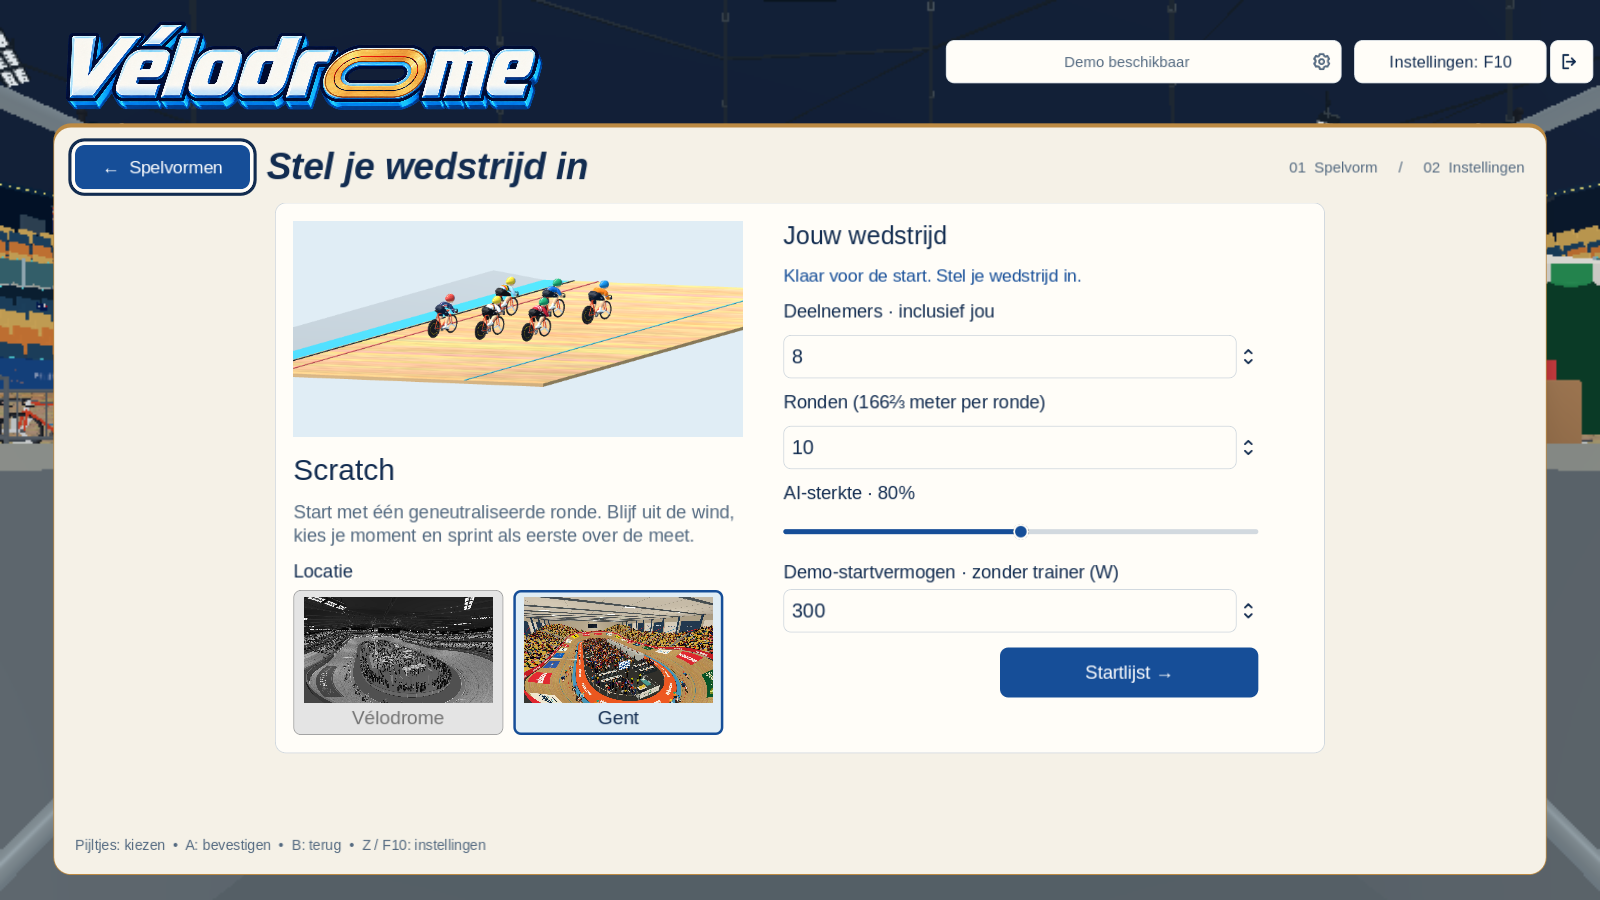 Vélodrome
Demo beschikbaar
Instellingen: F10
← Spelvormen
Stel je wedstrijd in
01 Spelvorm / 02 Instellingen
Jouw wedstrijd
Klaar voor de start. Stel je wedstrijd in.
Deelnemers · inclusief jou
8
Ronden (166⅔ meter per ronde)
10
AI-sterkte · 80%
Demo-startvermogen · zonder trainer (W)
300
Startlijst →
Scratch
Start met één geneutraliseerde ronde. Blijf uit de wind,
kies je moment en sprint als eerste over de meet.
Locatie
Vélodrome
Gent
Pijltjes: kiezen • A: bevestigen • B: terug • Z / F10: instellingen